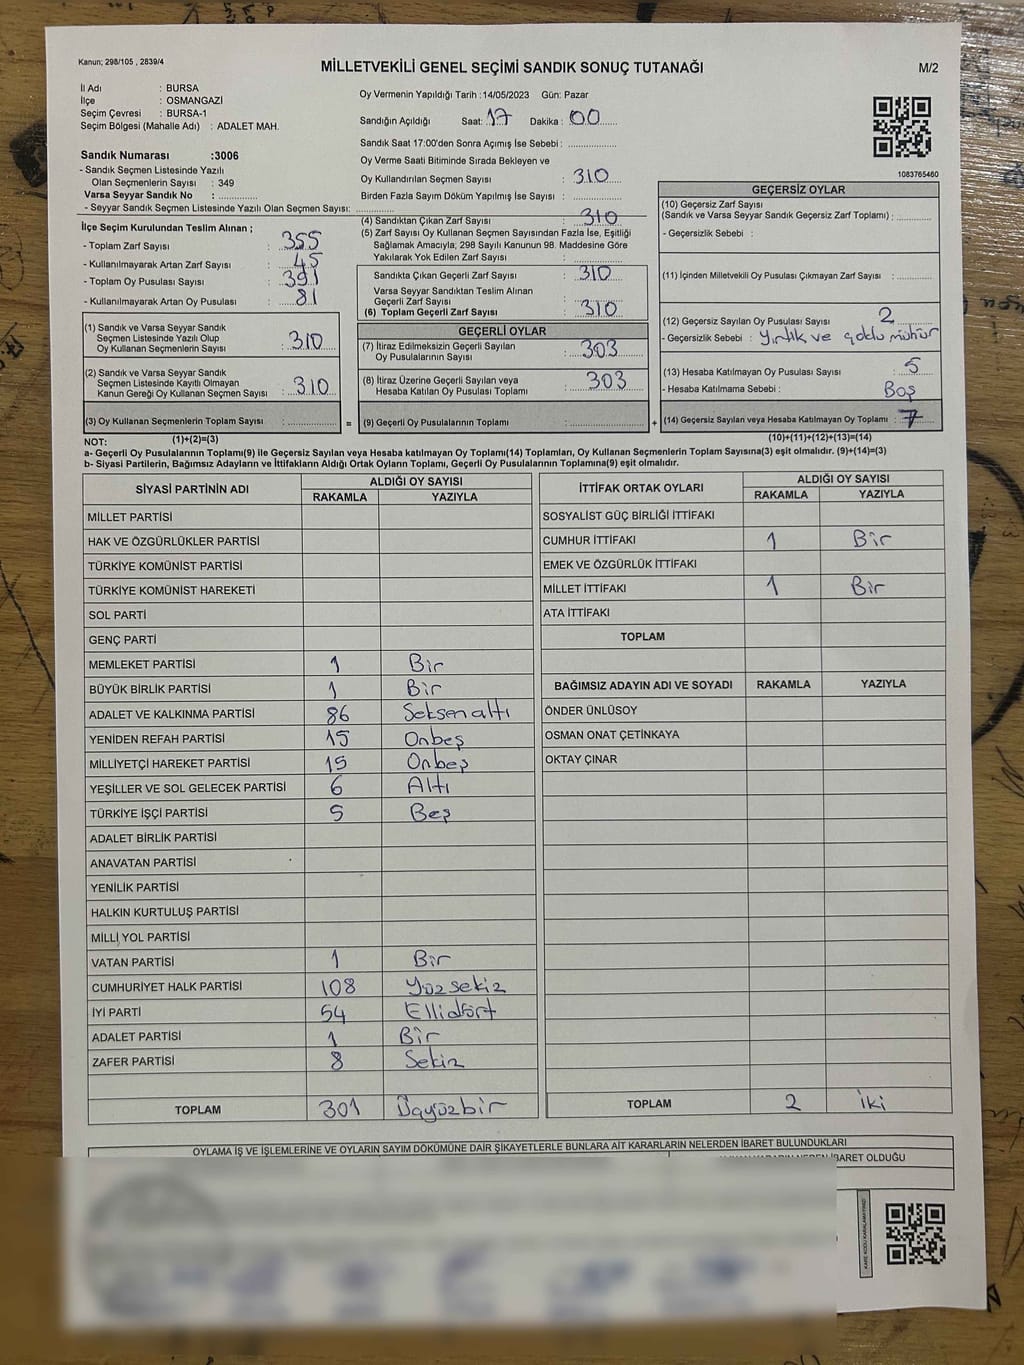 Kanun; 298/105 , 2839/4
MİLLETVEKİLİ GENEL SEÇİMİ SANDIK SONUÇ TUTANAĞI
M/2
İl Adı : BURSA
İlçe : OSMANGAZİ
Seçim Çevresi : BURSA-1
Seçim Bölgesi (Mahalle Adı) : ADALET MAH.
Sandık Numarası :3006
- Sandık Seçmen Listesinde Yazılı
Olan Seçmenlerin Sayısı : 349
Varsa Seyyar Sandık No :
- Seyyar Sandık Seçmen Listesinde Yazılı Olan Seçmen Sayısı:
Oy Vermenin Yapıldığı Tarih :14/05/2023 Gün: Pazar
Sandığın Açıldığı Saat: 17 Dakika : 00
Sandık Saat 17:00'den Sonra Açımış İse Sebebi :
Oy Verme Saati Bitiminde Sırada Bekleyen ve
Oy Kullandırılan Seçmen Sayısı : 310
Birden Fazla Sayım Döküm Yapılmış İse Sayısı :
1083765460
İlçe Seçim Kurulundan Teslim Alınan ;
- Toplam Zarf Sayısı : 355
- Kullanılmayarak Artan Zarf Sayısı : 45
- Toplam Oy Pusulası : 391
- Kullanılmayarak Artan Oy Pusulası : 81
(1) Sandık ve Varsa Seyyar Sandık
Seçmen Listesinde Yazılı Olup
Oy Kullanan Seçmenlerin Sayısı : 310
(2) Sandık ve Varsa Seyyar Sandık
Seçmen Listesinde Kayıtlı Olmayan
Kanun Gereği Oy Kullanan Seçmen Sayısı : 310
(3) Oy Kullanan Seçmenlerin Toplam Sayısı :
(4) Sandıktan Çıkan Zarf Sayısı : 310
(5) Zarf Sayısı Oy Kullanan Seçmen Sayısından Fazla İse, Eşitliği
Sağlamak Amacıyla; 298 Sayılı Kanunun 98. Maddesine Göre
Yakılarak Yok Edilen Zarf Sayısı :
Sandıkta Çıkan Geçerli Zarf Sayısı : 310
Varsa Seyyar Sandıktan Teslim Alınan
Geçerli Zarf Sayısı :
(6) Toplam Geçerli Zarf Sayısı : 310
GEÇERLİ OYLAR
(7) İtiraz Edilmeksizin Geçerli Sayılan
Oy Pusulalarının Sayısı : 303
(8) İtiraz Üzerine Geçerli Sayılan veya
Hesaba Katılan Oy Pusulası Toplamı : 303
= (9) Geçerli Oy Pusulalarının Toplamı : +
GEÇERSİZ OYLAR
(10) Geçersiz Zarf Sayısı
(Sandık ve Varsa Seyyar Sandık Geçersiz Zarf Toplamı) :
- Geçersizlik Sebebi :
(11) İçinden Milletvekili Oy Pusulası Çıkmayan Zarf Sayısı :
(12) Geçersiz Sayılan Oy Pusulası Sayısı : 2
- Geçersizlik Sebebi : Yırtık ve çoklu mühür
(13) Hesaba Katılmayan Oy Pusulası Sayısı : 5
- Hesaba Katılmama Sebebi : Boş
(14) Geçersiz Sayılan veya Hesaba Katılmayan Oy Toplamı : 7
NOT: (1)+(2)=(3) (10)+(11)+(12)+(13)=(14)
a- Geçerli Oy Pusulalarının Toplamı(9) ile Geçersiz Sayılan veya Hesaba katılmayan Oy Toplamı(14) Toplamları, Oy Kullanan Seçmenlerin Toplam Sayısına(3) eşit olmalıdır. (9)+(14)=(3)
b- Siyasi Partilerin, Bağımsız Adayların ve İttifakların Aldığı Ortak Oyların Toplamı, Geçerli Oy Pusulalarının Toplamına(9) eşit olmalıdır.
SİYASİ PARTİNİN ADI ALDIĞI OY SAYISI
RAKAMLA YAZIYLA
MİLLET PARTİSİ
HAK VE ÖZGÜRLÜKLER PARTİSİ
TÜRKİYE KOMÜNİST PARTİSİ
TÜRKİYE KOMÜNİST HAREKETİ
SOL PARTİ
GENÇ PARTİ
MEMLEKET PARTİSİ 1 Bir
BÜYÜK BİRLİK PARTİSİ 1 Bir
ADALET VE KALKINMA PARTİSİ 86 Seksenaltı
YENİDEN REFAH PARTİSİ 15 Onbeş
MİLLİYETÇİ HAREKET PARTİSİ 15 Onbeş
YEŞİLLER VE SOL GELECEK PARTİSİ 6 Altı
TÜRKİYE İŞÇİ PARTİSİ 5 Beş
ADALET BİRLİK PARTİSİ
ANAVATAN PARTİSİ
YENİLİK PARTİSİ
HALKIN KURTULUŞ PARTİSİ
MİLLİ YOL PARTİSİ
VATAN PARTİSİ 1 Bir
CUMHURİYET HALK PARTİSİ 108 Yüzsekiz
İYİ PARTİ 54 Ellidört
ADALET PARTİSİ 1 Bir
ZAFER PARTİSİ 8 Sekiz
TOPLAM 301 Üçyüzbir
İTTİFAK ORTAK OYLARI ALDIĞI OY SAYISI
RAKAMLA YAZIYLA
SOSYALİST GÜÇ BİRLİĞİ İTTİFAKI
CUMHUR İTTİFAKI 1 Bir
EMEK VE ÖZGÜRLÜK İTTİFAKI
MİLLET İTTİFAKI 1 Bir
ATA İTTİFAKI
TOPLAM
BAĞIMSIZ ADAYIN ADI VE SOYADI RAKAMLA YAZIYLA
ÖNDER ÜNLÜSOY
OSMAN ONAT ÇETİNKAYA
OKTAY ÇINAR
TOPLAM 2 İki
OYLAMA İŞ VE İŞLEMLERİNE VE OYLARIN SAYIM DÖKÜMÜNE DAİR ŞİKAYETLERLE BUNLARA AİT KARARLARIN NELERDEN İBARET BULUNDUKLARI
İBARET OLDUĞU